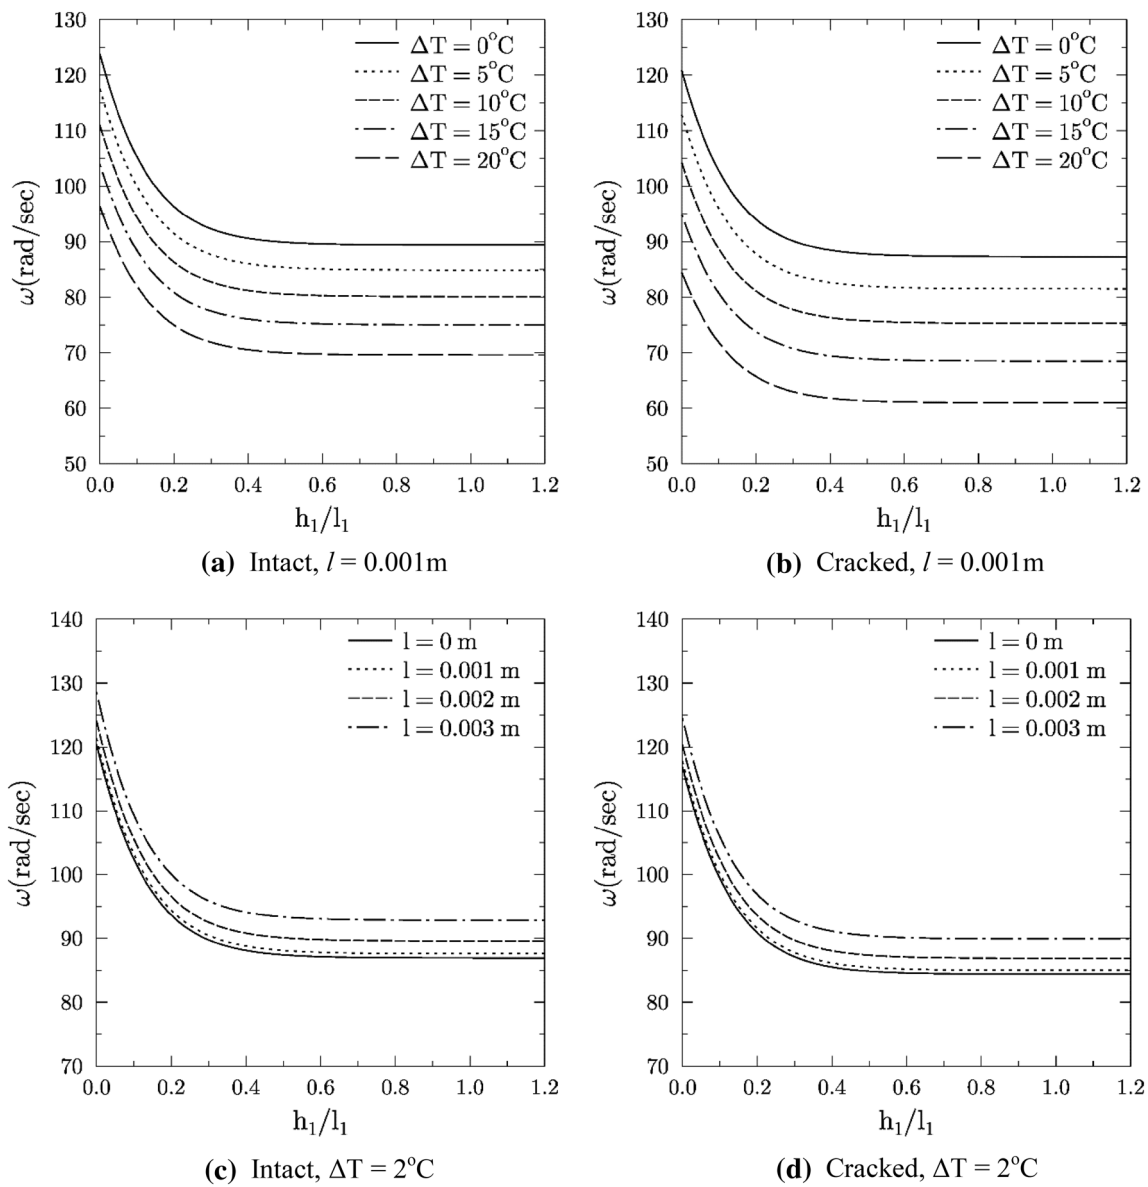 130
120
110
100
90
80
70
60
50
ω(rad/sec)
ΔT = 0°C
ΔT = 5°C
ΔT = 10°C
ΔT = 15°C
ΔT = 20°C
0.0 0.2 0.4 0.6 0.8 1.0 1.2
h₁/l₁
(a) Intact, l = 0.001m
130
120
110
100
90
80
70
60
50
ω(rad/sec)
ΔT = 0°C
ΔT = 5°C
ΔT = 10°C
ΔT = 15°C
ΔT = 20°C
0.0 0.2 0.4 0.6 0.8 1.0 1.2
h₁/l₁
(b) Cracked, l = 0.001m
140
130
120
110
100
90
80
70
ω(rad/sec)
l = 0 m
l = 0.001 m
l = 0.002 m
l = 0.003 m
0.0 0.2 0.4 0.6 0.8 1.0 1.2
h₁/l₁
(c) Intact, ΔT = 2°C
140
130
120
110
100
90
80
70
ω(rad/sec)
l = 0 m
l = 0.001 m
l = 0.002 m
l = 0.003 m
0.0 0.2 0.4 0.6 0.8 1.0 1.2
h₁/l₁
(d) Cracked, ΔT = 2°C